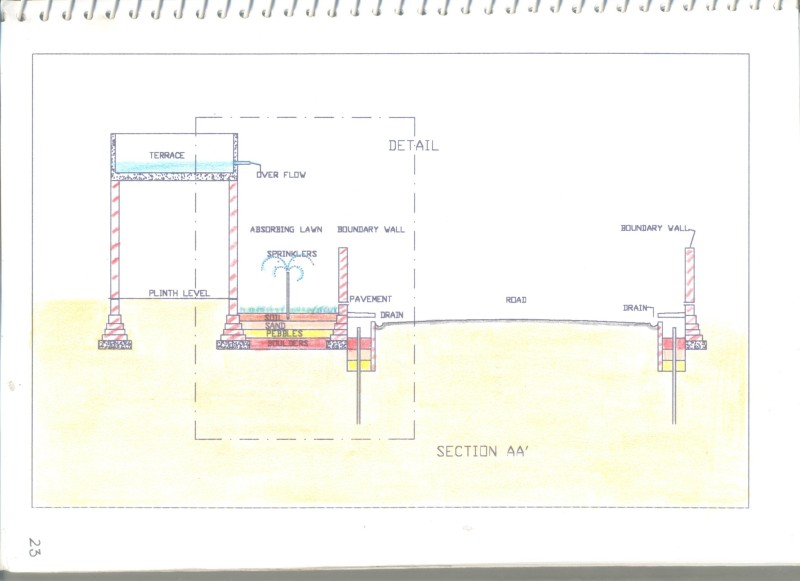 DETAIL
TERRACE
OVER FLOW
ABSORBING LAWN
BOUNDARY WALL
BOUNDARY WALL
SPRINKLERS
PLINTH LEVEL
PAVEMENT
ROAD
DRAIN
DRAIN
SOIL
SAND
PEBBLES
BOULDERS
SECTION AA'
23